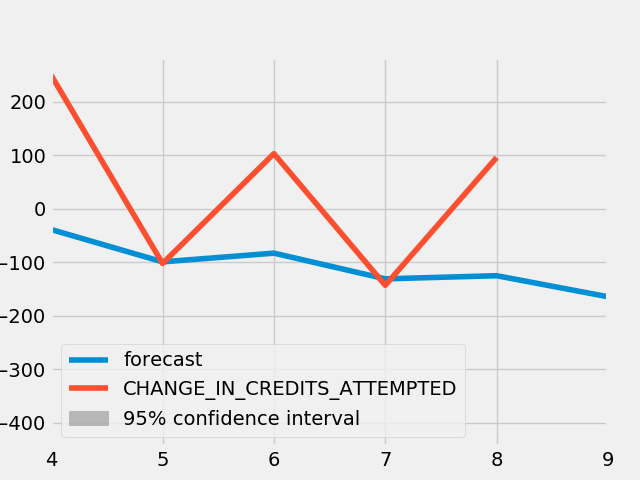 200
100
0
−100
−200
−300
−400
forecast
CHANGE_IN_CREDITS_ATTEMPTED
95% confidence interval
4 5 6 7 8 9